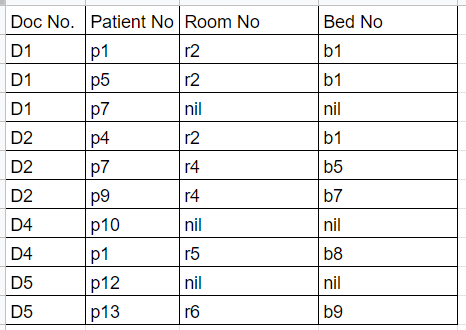 Doc No. Patient No Room No Bed No
D1 p1 r2 b1
D1 p5 r2 b1
D1 p7 nil nil
D2 p4 r2 b1
D2 p7 r4 b5
D2 p9 r4 b7
D4 p10 nil nil
D4 p1 r5 b8
D5 p12 nil nil
D5 p13 r6 b9